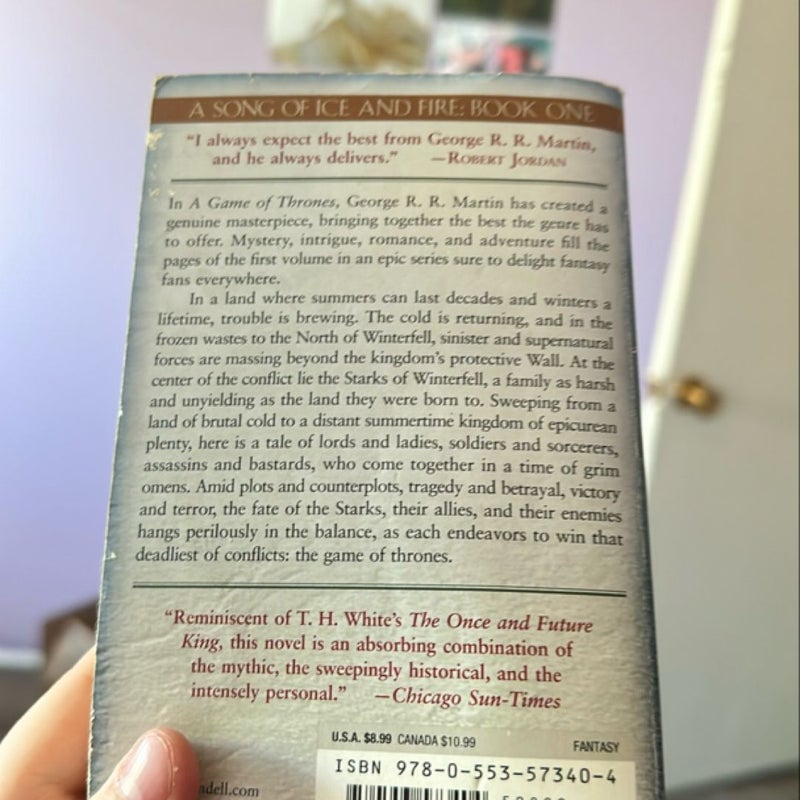 A SONG OF ICE AND FIRE: BOOK ONE
"I always expect the best from George R. R. Martin,
and he always delivers." —ROBERT JORDAN
In A Game of Thrones, George R. R. Martin has created a
genuine masterpiece, bringing together the best the genre has
to offer. Mystery, intrigue, romance, and adventure fill the
pages of the first volume in an epic series sure to delight fantasy
fans everywhere.
In a land where summers can last decades and winters a
lifetime, trouble is brewing. The cold is returning, and in the
frozen wastes to the North of Winterfell, sinister and supernatural
forces are massing beyond the kingdom's protective Wall. At the
center of the conflict lie the Starks of Winterfell, a family as harsh
and unyielding as the land they were born to. Sweeping from a
land of brutal cold to a distant summertime kingdom of epicurean
plenty, here is a tale of lords and ladies, soldiers and sorcerers,
assassins and bastards, who come together in a time of grim
omens. Amid plots and counterplots, tragedy and betrayal, victory
and terror, the fate of the Starks, their allies, and their enemies
hangs perilously in the balance, as each endeavors to win that
deadliest of conflicts: the game of thrones.
"Reminiscent of T. H. White's The Once and Future
King, this novel is an absorbing combination of
the mythic, the sweepingly historical, and the
intensely personal." —Chicago Sun-Times
U.S.A. $8.99 CANADA $10.99 FANTASY
ISBN 978-0-553-57340-4
dell.com